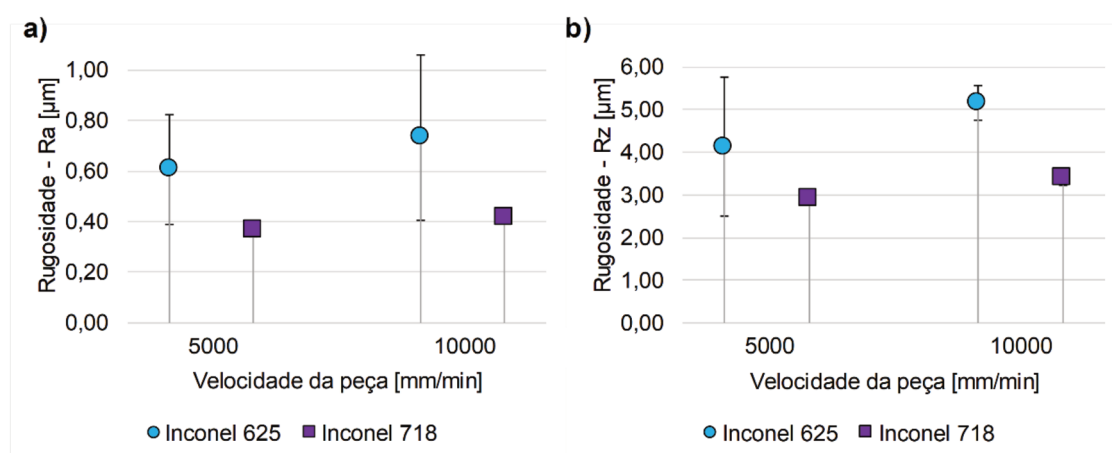 a)
Rugosidade - Ra [µm]
1,00
0,80
0,60
0,40
0,20
0,00
5000 10000
Velocidade da peça [mm/min]
Inconel 625 Inconel 718
b)
Rugosidade - Rz [µm]
6,00
5,00
4,00
3,00
2,00
1,00
0,00
5000 10000
Velocidade da peça [mm/min]
Inconel 625 Inconel 718